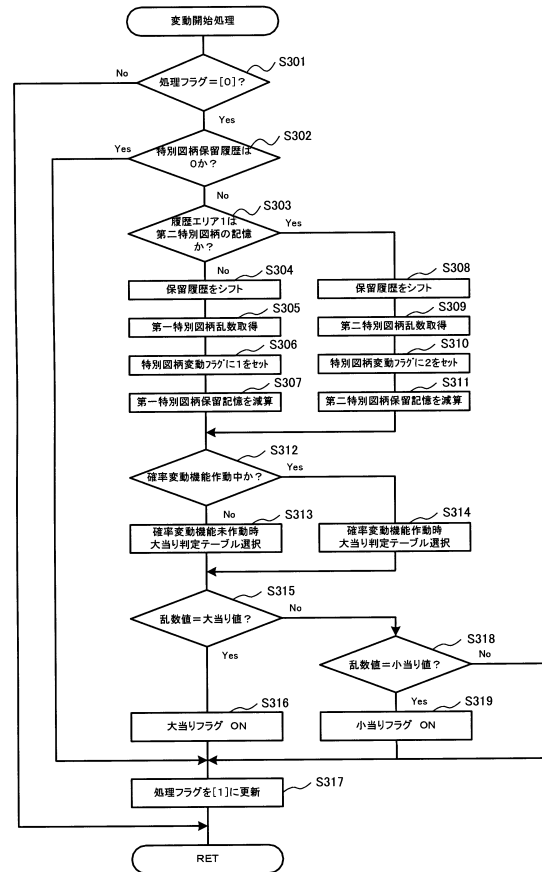 変動開始処理
S301
No
処理フラグ=[0]?
Yes
S302
Yes
特別図柄保留履歴は
0か?
No
S303
履歴エリア1は
第二特別図柄の記憶
か?
Yes
No
S304
保留履歴をシフト
S308
保留履歴をシフト
S305
第一特別図柄乱数取得
S309
第二特別図柄乱数取得
S306
特別図柄変動フラグに1をセット
S310
特別図柄変動フラグに2をセット
S307
第一特別図柄保留記憶を減算
S311
第二特別図柄保留記憶を減算
S312
確率変動機能作動中か?
Yes
No
S313
確率変動機能未作動時
大当り判定テーブル選択
S314
確率変動機能作動時
大当り判定テーブル選択
S315
乱数値=大当り値?
No
Yes
S318
乱数値=小当り値?
No
Yes
S316
大当りフラグ ON
S319
小当りフラグ ON
S317
処理フラグを[1]に更新
RET